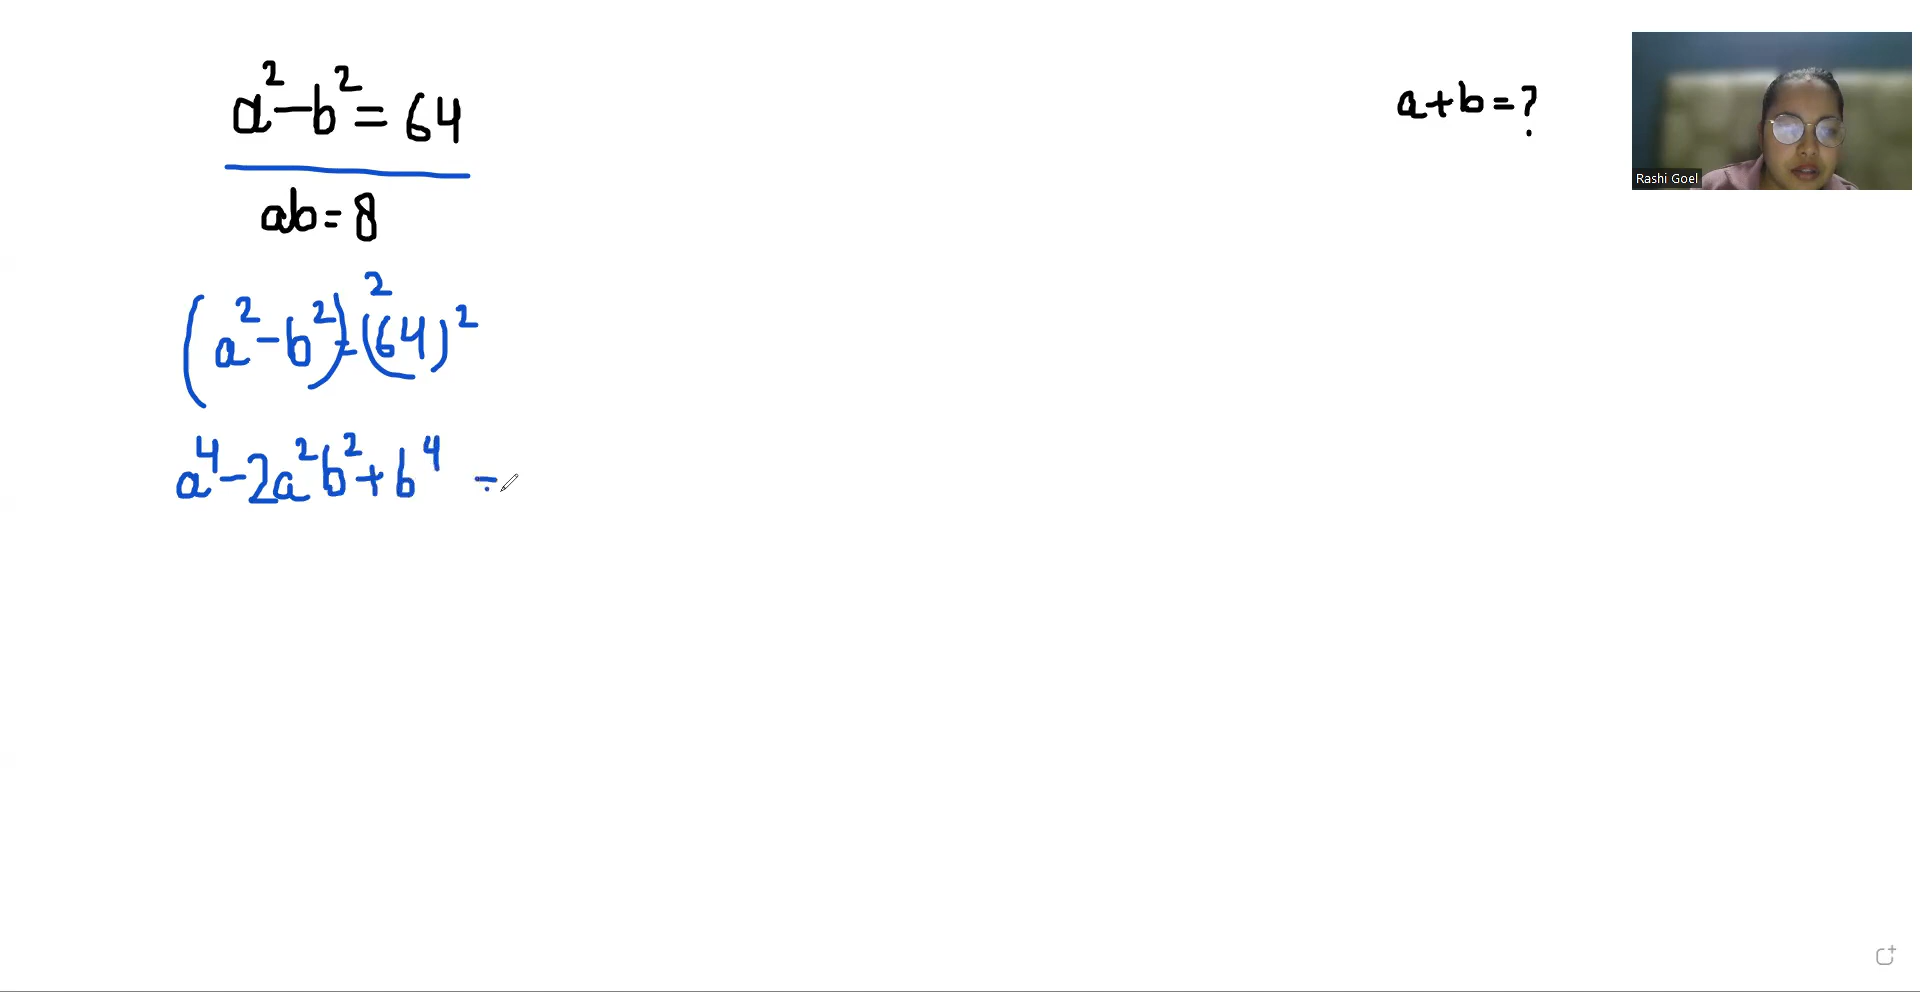 a² - b² = 64
a + b = ?
Rashi Goel
ab = 8
(a² - b²)² = (64)²
a⁴ - 2a²b² + b⁴ =